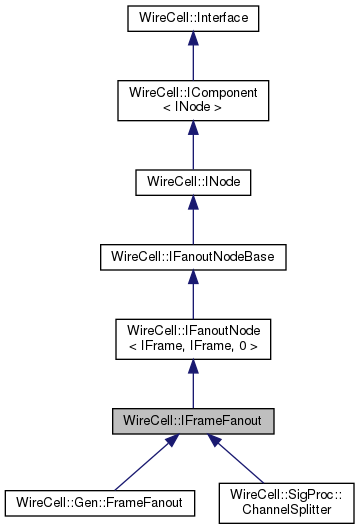 WireCell::Interface
WireCell::IComponent
< INode >
WireCell::INode
WireCell::IFanoutNodeBase
WireCell::IFanoutNode
< IFrame, IFrame, 0 >
WireCell::IFrameFanout
WireCell::Gen::FrameFanout
WireCell::SigProc::
ChannelSplitter